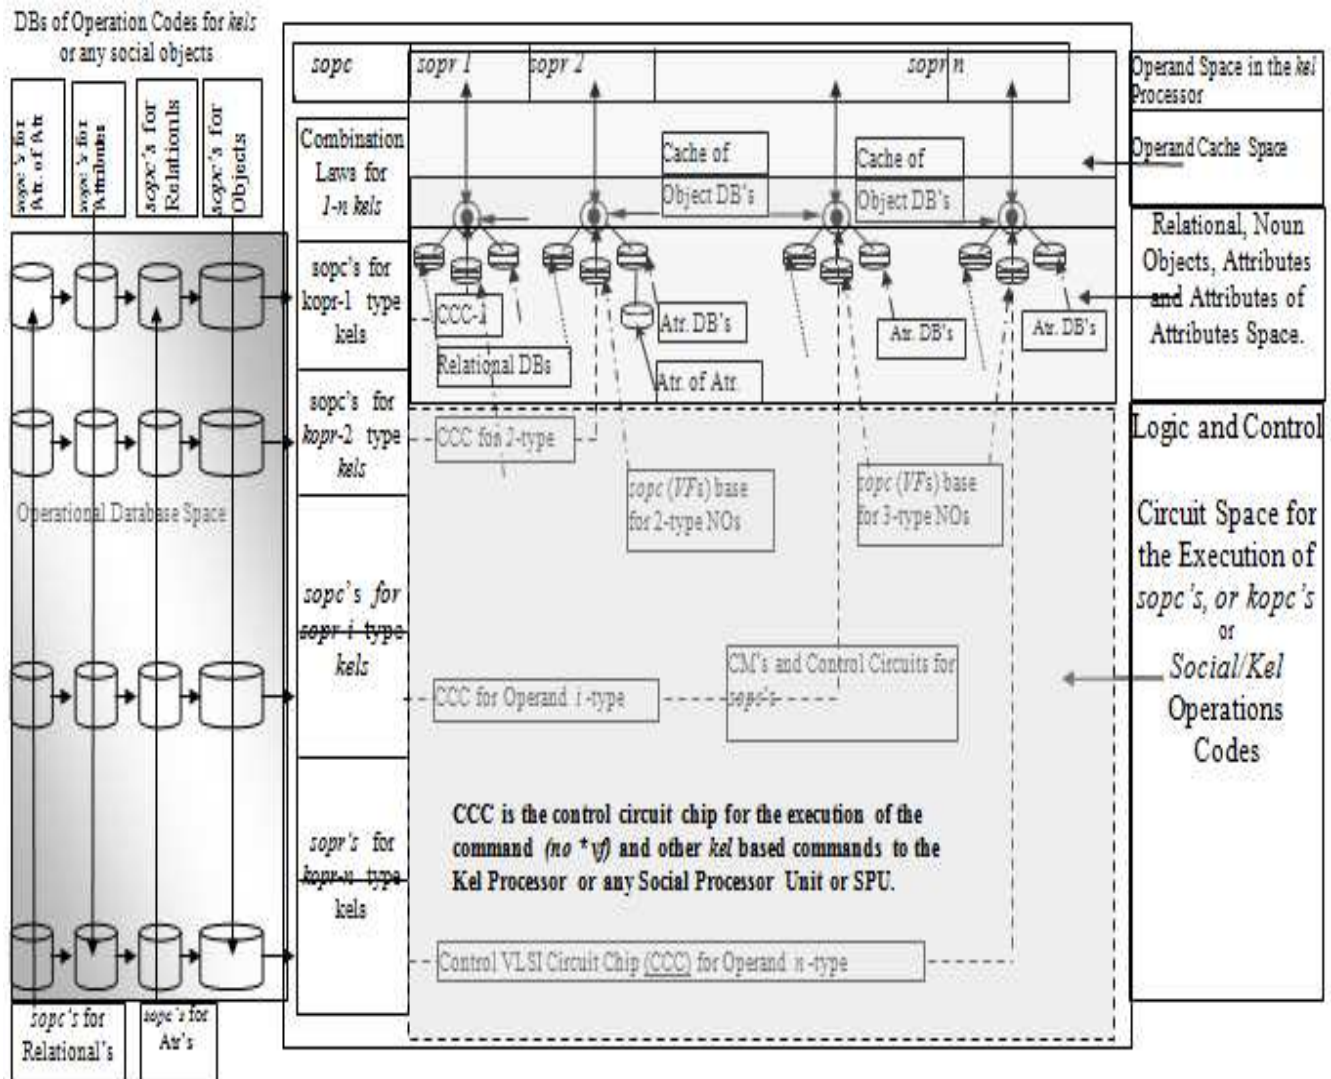 DBs of Operation Codes for kels
or any social objects
sopc's for
Atr. of Atr
sopc's for
Attributes
sopc's for
Relationls
sopc's for
Objects
Operational Database Space
sopc's for
Relational's
sopc's for
Atr's
sopc
sopr 1
sopr 2
sopr n
Combination
Laws for
1-n kels
sopc's for
kopr-1 type
kels
sopc's for
kopr-2 type
kels
sopc's for
sopr-i type
kels
sopr's for
kopr-n type
kels
Cache of
Object DB's
Cache of
Object DB's
CCC-1
Relational DBs
Atr. DB's
Atr. of Atr.
Atr. DB's
Atr. DB's
CCC for 2-type
sopc (VFs) base
for 2-type NOs
sopc (VFs) base
for 3-type NOs
CCC for Operand i -type
CM's and Control Circuits for
sopc's
CCC is the control circuit chip for the execution of the
command (no * vf) and other kel based commands to the
Kel Processor or any Social Processor Unit or SPU.
Control VLSI Circuit Chip (CCC) for Operand n -type
Operand Space in the kel
Processor
Operand Cache Space
Relational, Noun
Objects, Attributes
and Attributes of
Attributes Space.
Logic and Control
Circuit Space for
the Execution of
sopc's, or kopc's
or
Social/Kel
Operations
Codes